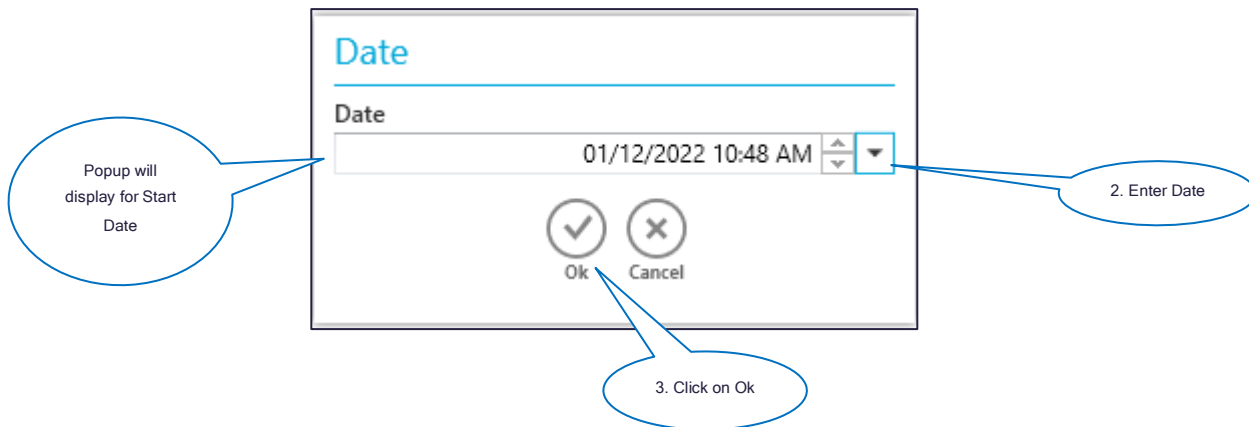 Date
Date
01/12/2022 10:48 AM
Popup will
display for Start
Date
2. Enter Date
Ok
Cancel
3. Click on Ok